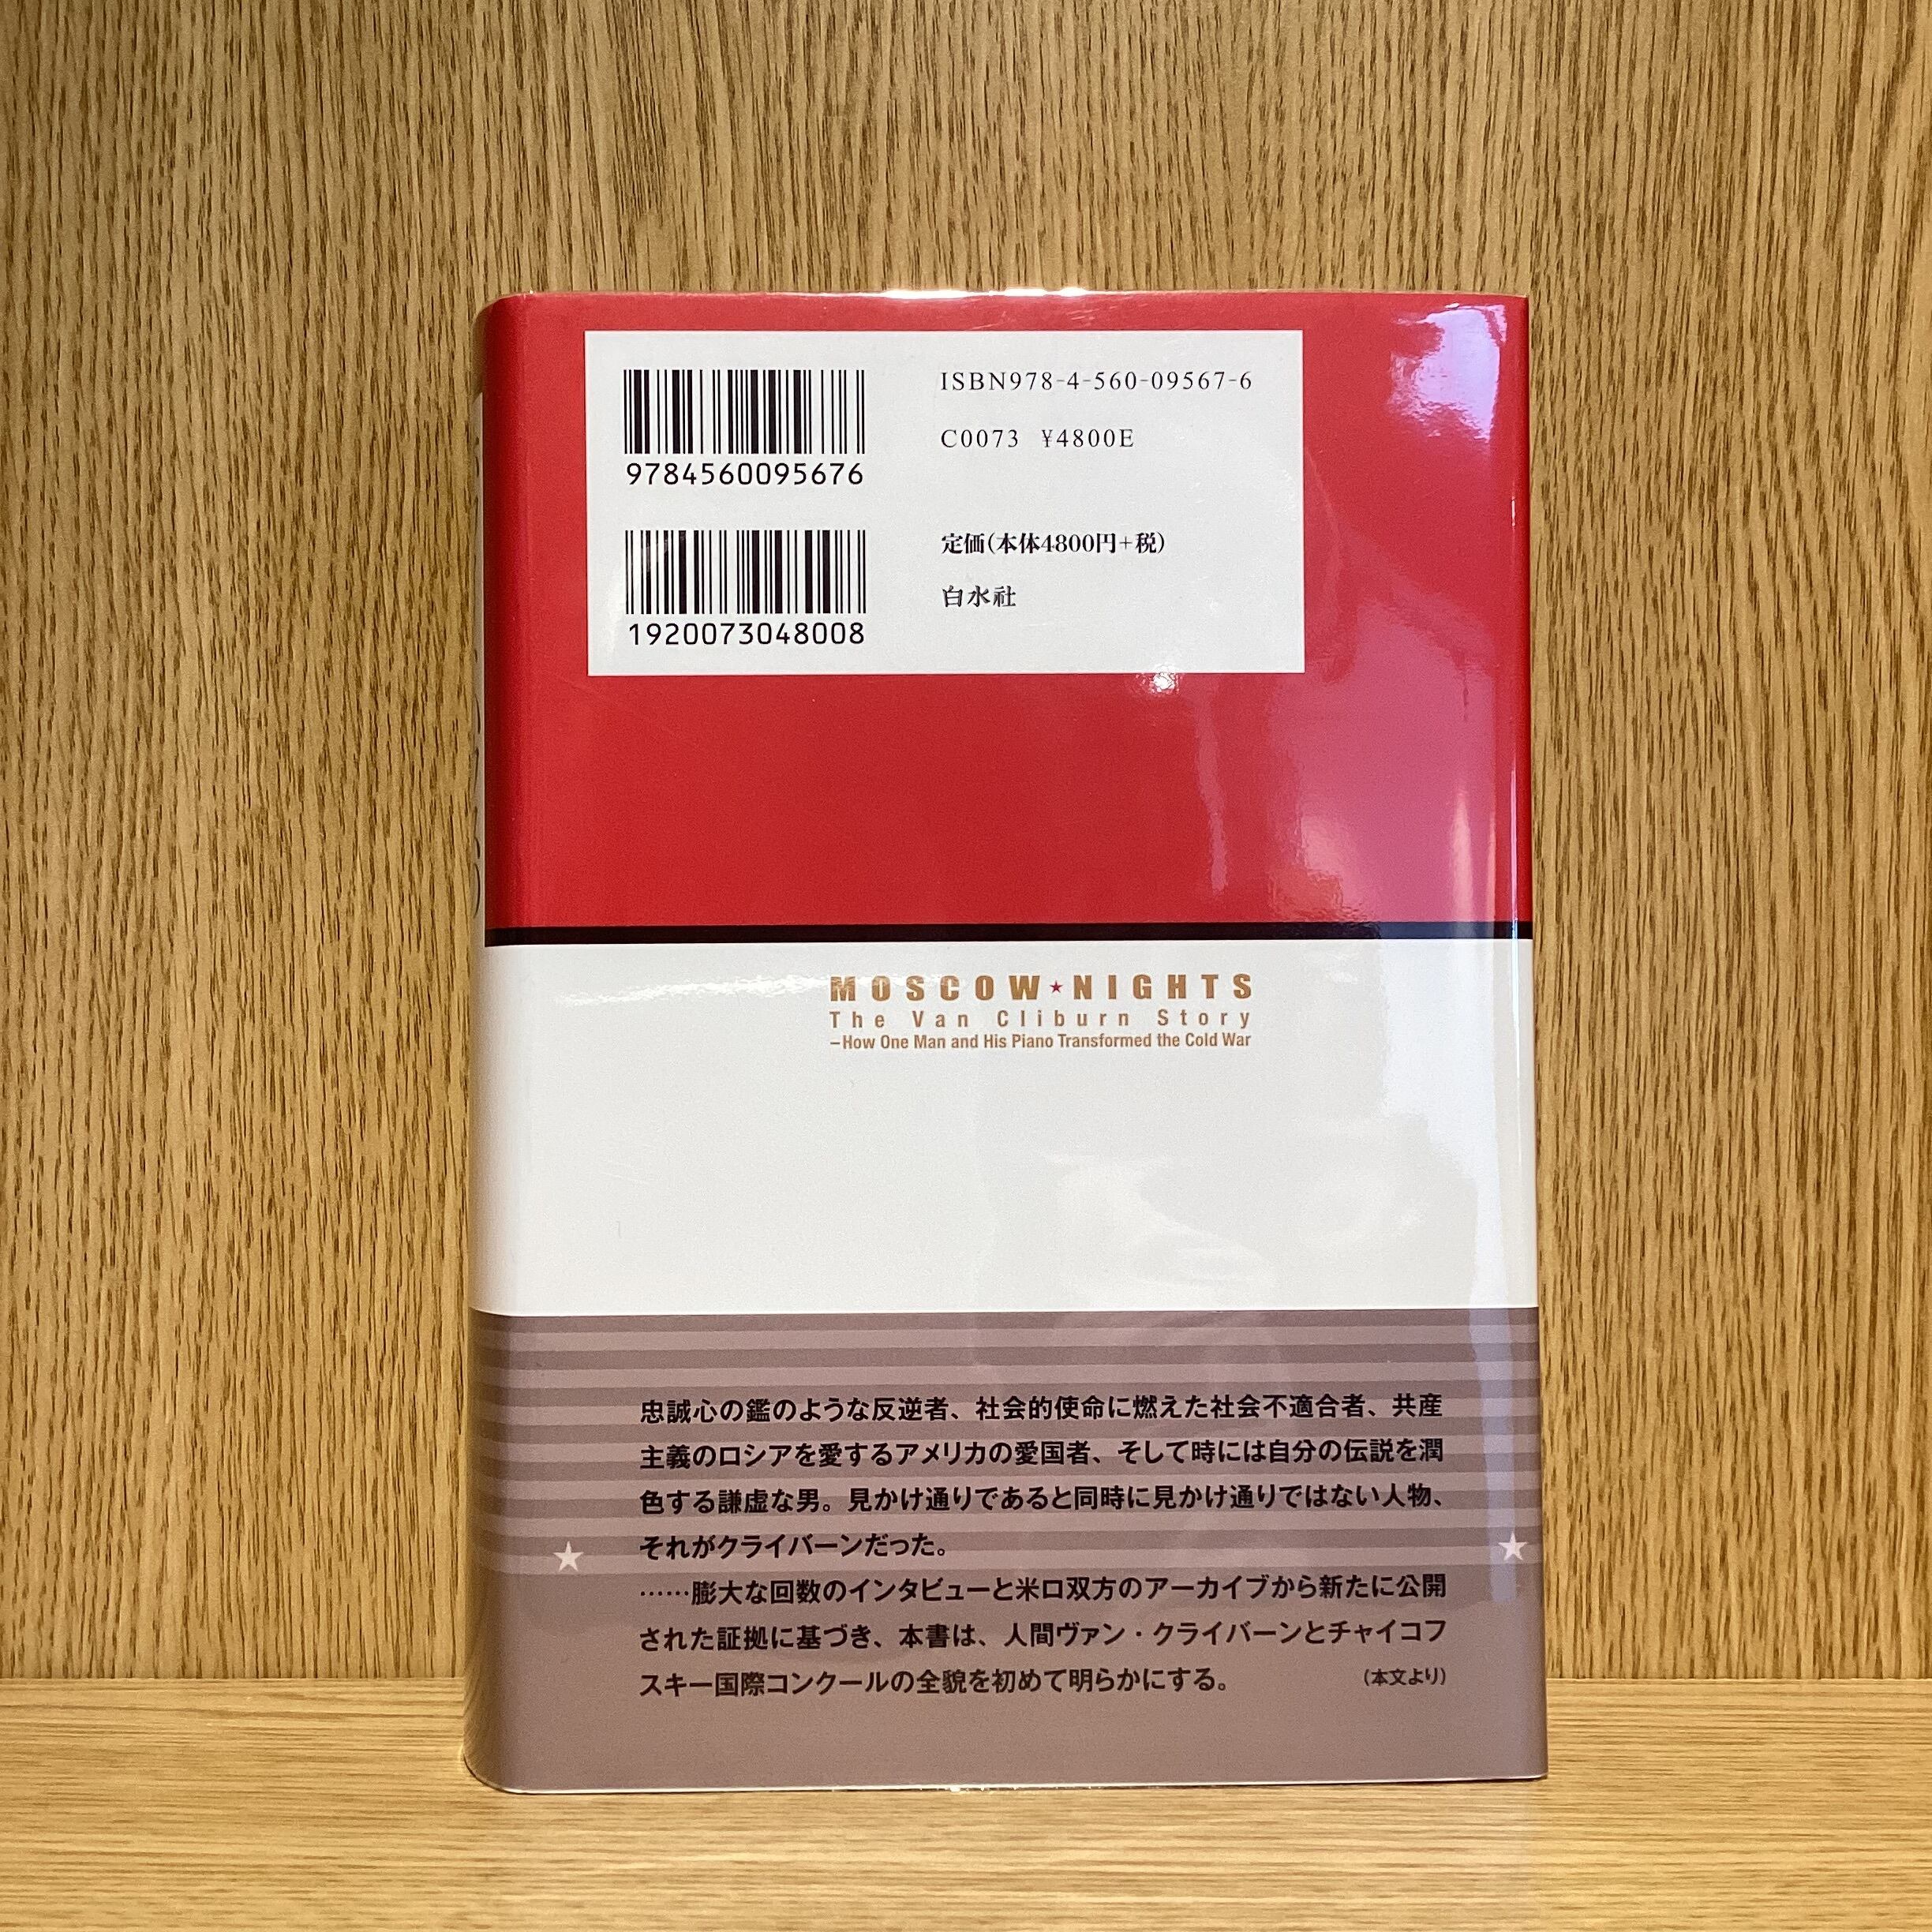 ISBN978-4-560-09567-6
C0073 ¥4800E
9784560095676
定価(本体4800円+税)
白水社
1920073048008
MOSCOW★NIGHTS
The Van Cliburn Story
–How One Man and His Piano Transformed the Cold War
忠誠心の鑑のような反逆者、社会的使命に燃えた社会不適合者、共産
主義のロシアを愛するアメリカの愛国者、そして時には自分の伝説を潤
色する謙虚な男。見かけ通りであると同時に見かけ通りではない人物、
それがクライバーンだった。
……膨大な回数のインタビューと米ロ双方のアーカイブから新たに公開
された証拠に基づき、本書は、人間ヴァン・クライバーンとチャイコフ
スキー国際コンクールの全貌を初めて明らかにする。 (本文より)